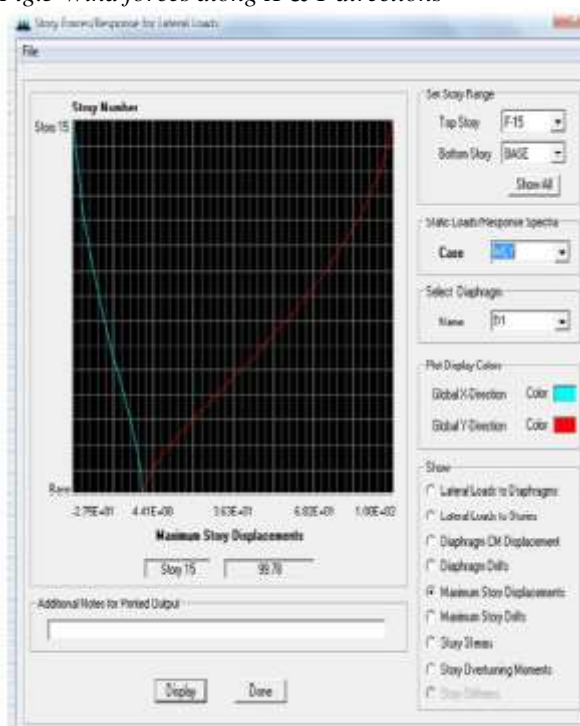 Fig.5 Wind forces along X & Y directions
Story Forces/Response for Lateral Loads
File
Story Number
Story 15
Base
-2.75E+01 4.41E+00 3.63E+01 6.82E+01 1.00E+02
Maximum Story Displacements
Story 15 99.78
Additional Notes for Printed Output
Display Done
Set Story Range
Top Story F-15
Bottom Story BASE
Show All
Static Loads/Response Spectra
Case
Select Diaphragm
Name D1
Plot Display Colors
Global X-Direction Color
Global Y-Direction Color
Show
Lateral Loads to Diaphragms
Lateral Loads to Stories
Diaphragm CM Displacement
Diaphragm Drifts
Maximum Story Displacements
Maximum Story Drifts
Story Shears
Story Overturning Moments
Story Stiffness